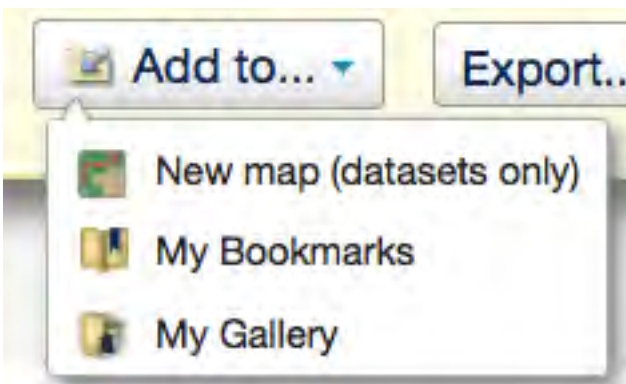 Add to... Export..
New map (datasets only)
My Bookmarks
My Gallery